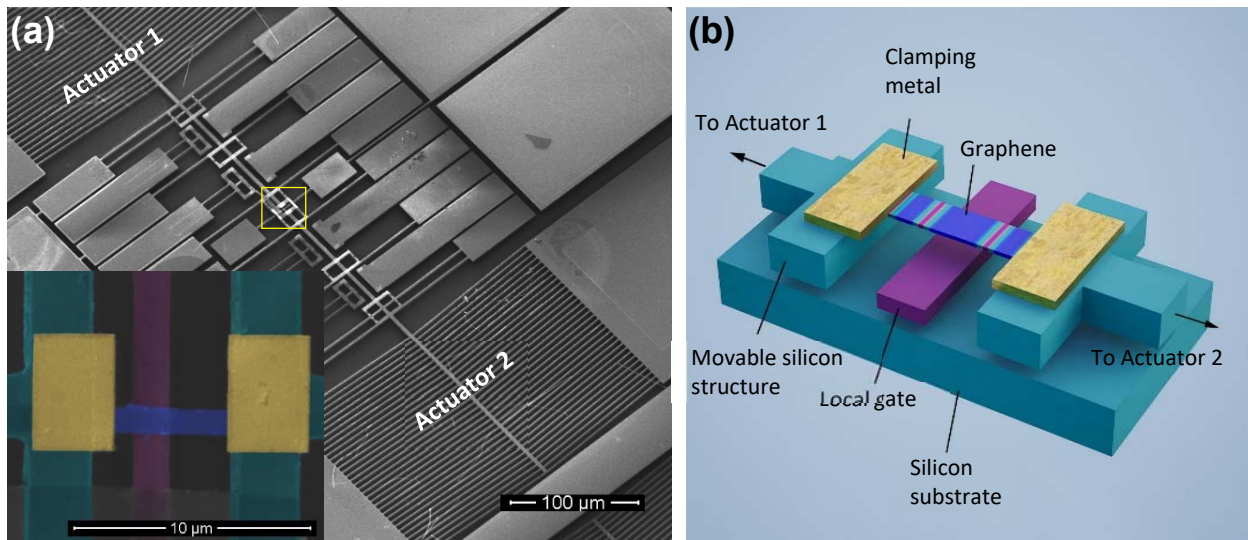 (a)
Actuator 1
Actuator 2
10 µm
100 µm
(b)
Clamping
metal
To Actuator 1
Graphene
Movable silicon
structure
To Actuator 2
Local gate
Silicon
substrate